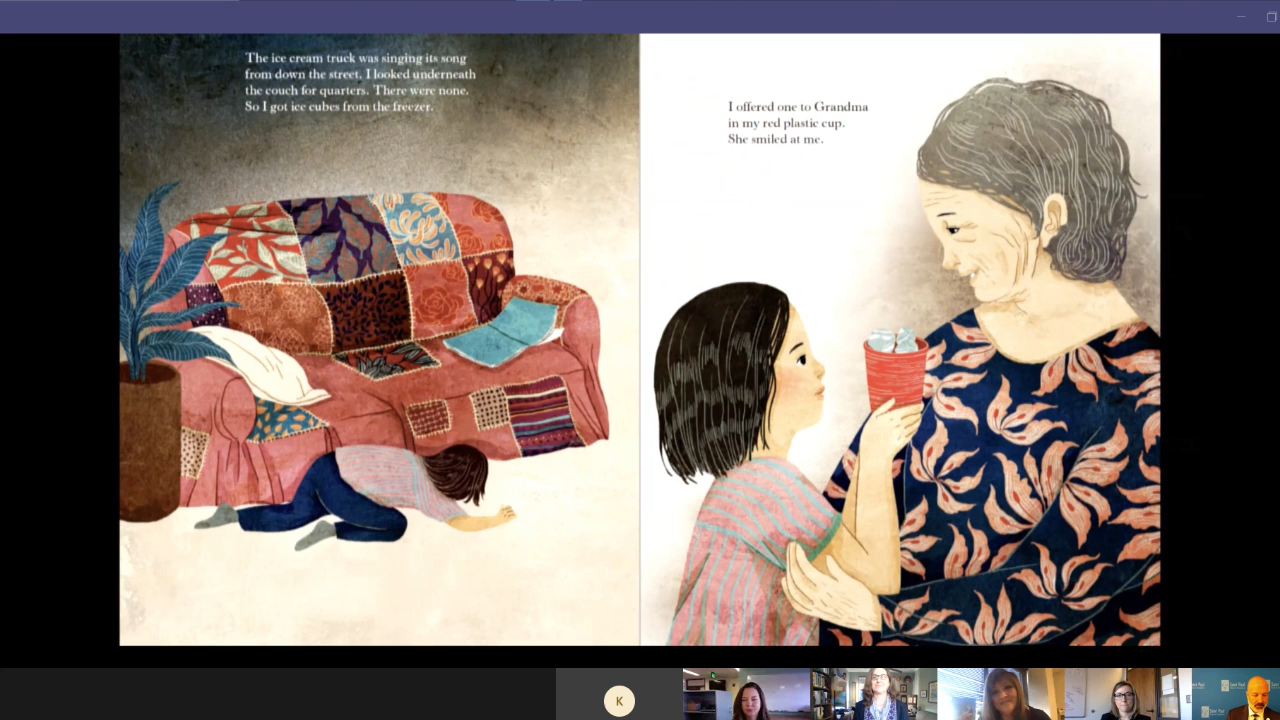 The ice cream truck was singing its song
from down the street. I looked underneath
the couch for quarters. There were none.
So I got ice cubes from the freezer.
I offered one to Grandma
in my red plastic cup.
She smiled at me.
K
Saint Paul